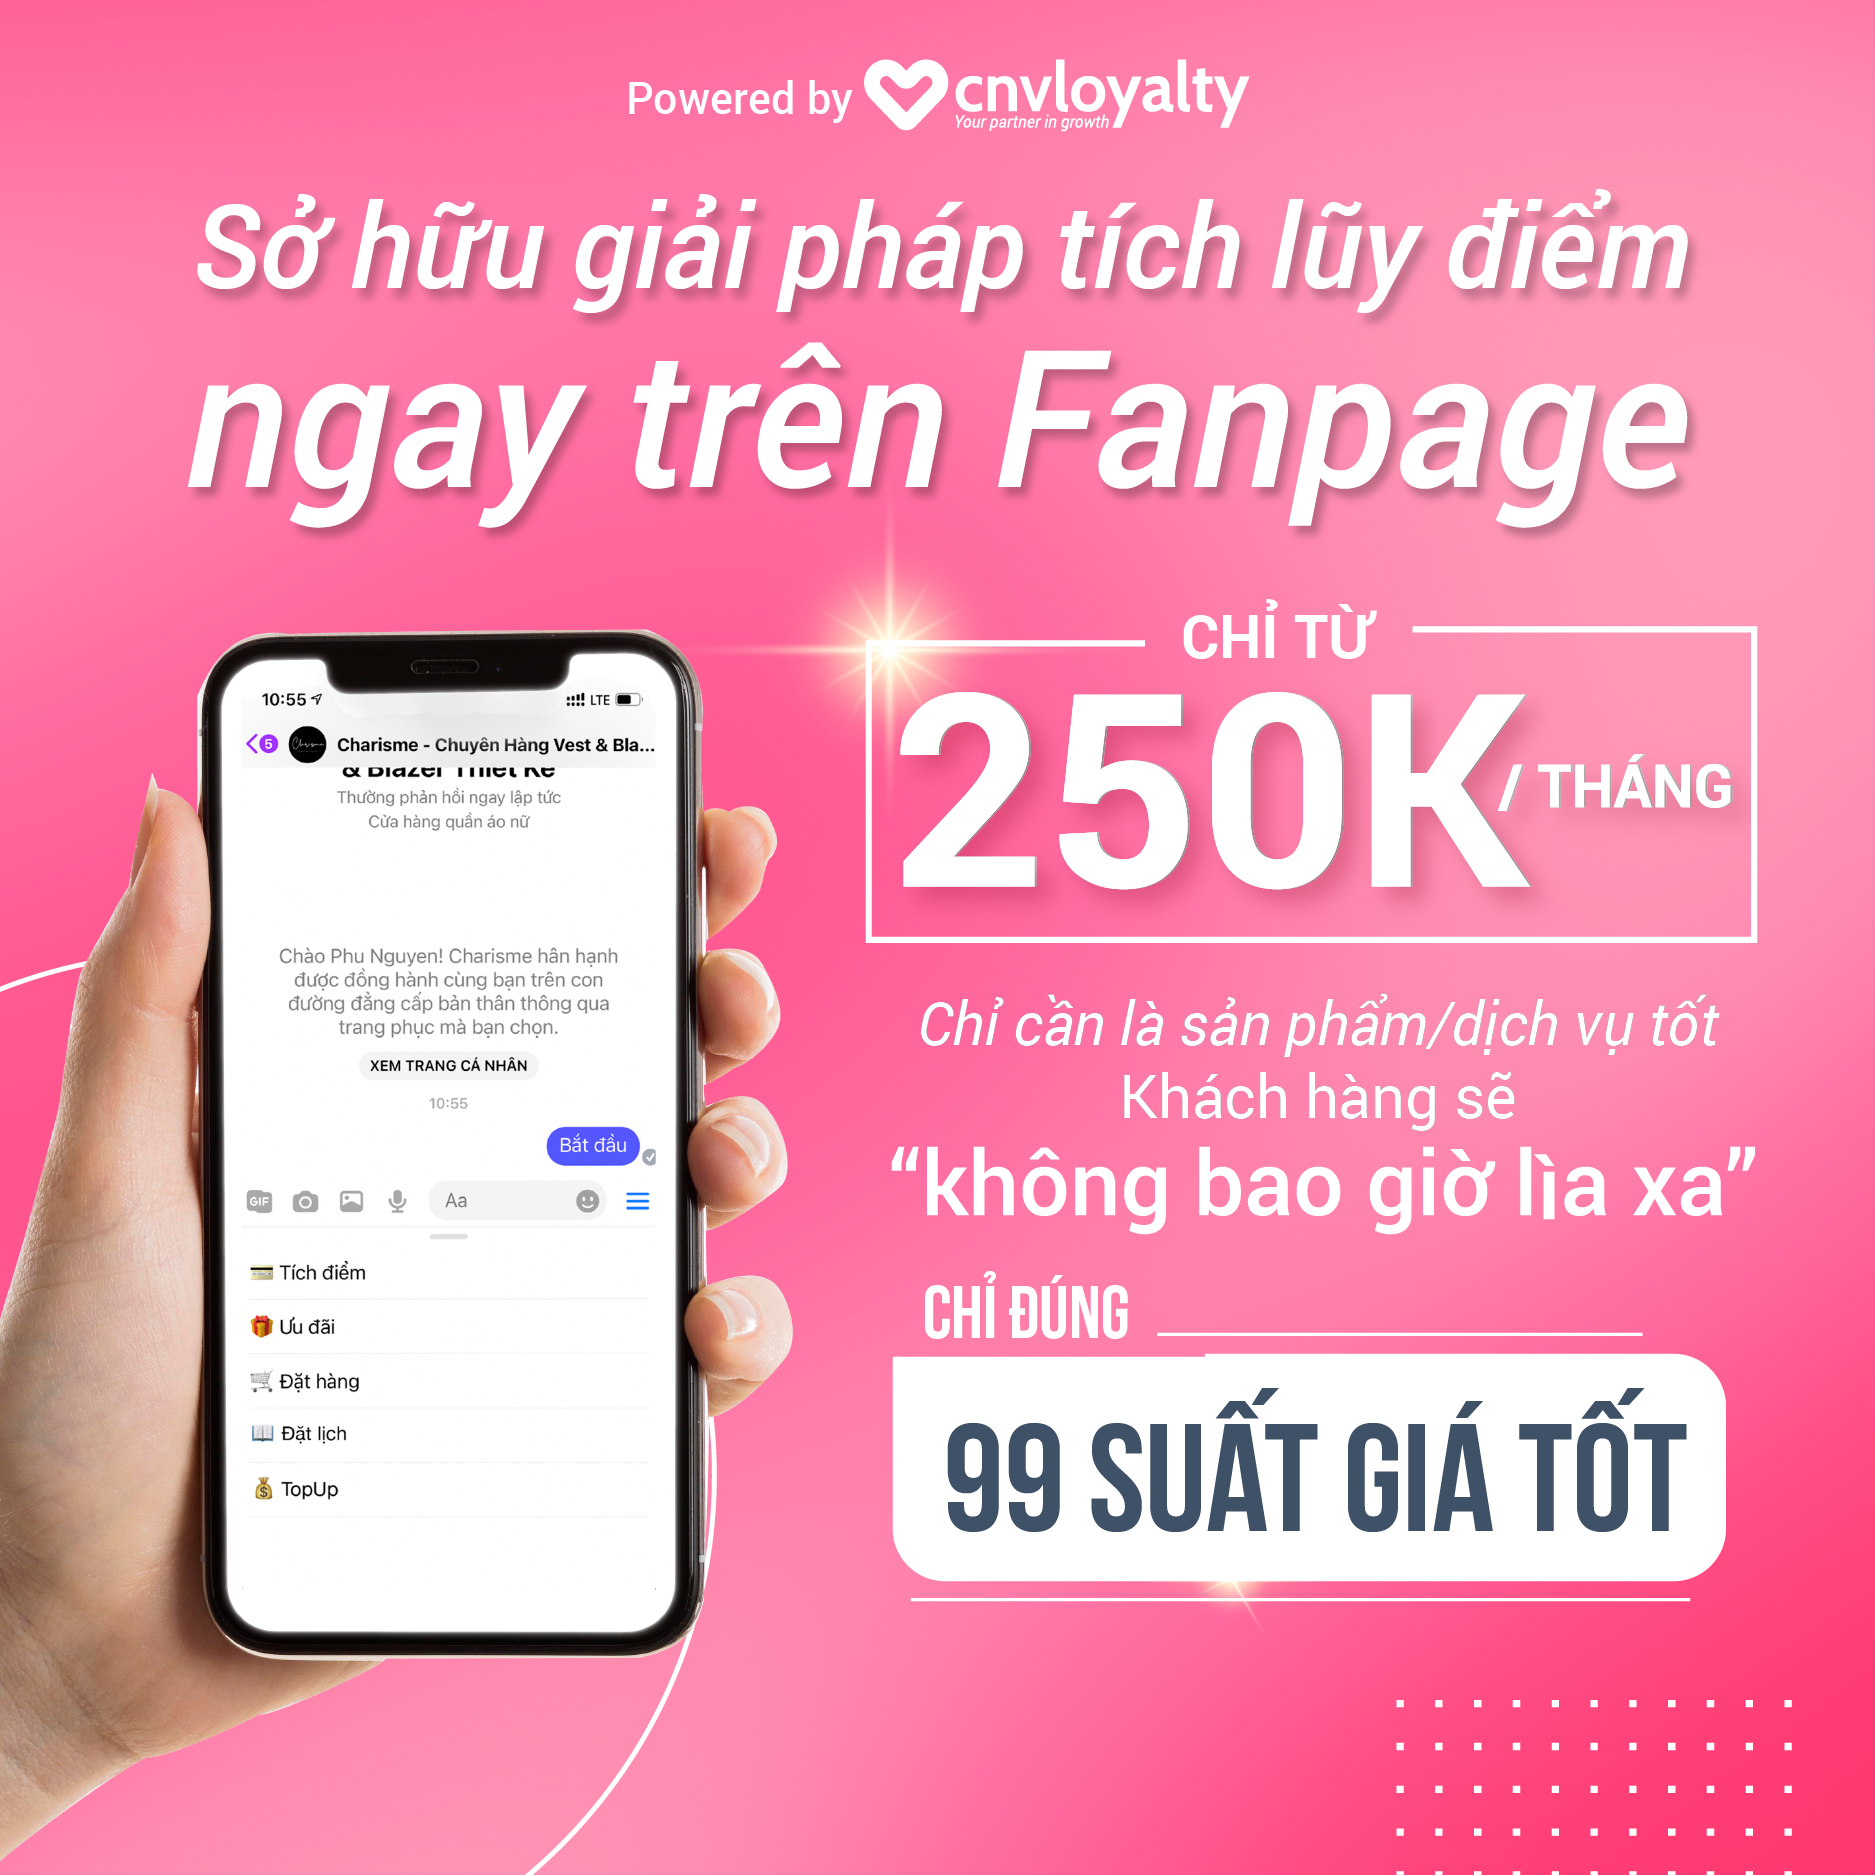 Powered by cnvloyalty
Your partner in growth
Sở hữu giải pháp tích lũy điểm
ngay trên Fanpage
CHỈ TỪ
250K/ THÁNG
Chỉ cần là sản phẩm/dịch vụ tốt
Khách hàng sẽ
“không bao giờ lìa xa”
CHỈ ĐÚNG
99 SUẤT GIÁ TỐT
10:55
LTE
5
Charisme
Charisme - Chuyên Hàng Vest & Bla...
& Blazer Thiết Kế
Thường phản hồi ngay lập tức
Cửa hàng quần áo nữ
Chào Phu Nguyen! Charisme hân hạnh
được đồng hành cùng bạn trên con
đường đẳng cấp bản thân thông qua
trang phục mà bạn chọn.
XEM TRANG CÁ NHÂN
10:55
Bắt đầu
GIF
Aa
Tích điểm
Ưu đãi
Đặt hàng
Đặt lịch
TopUp